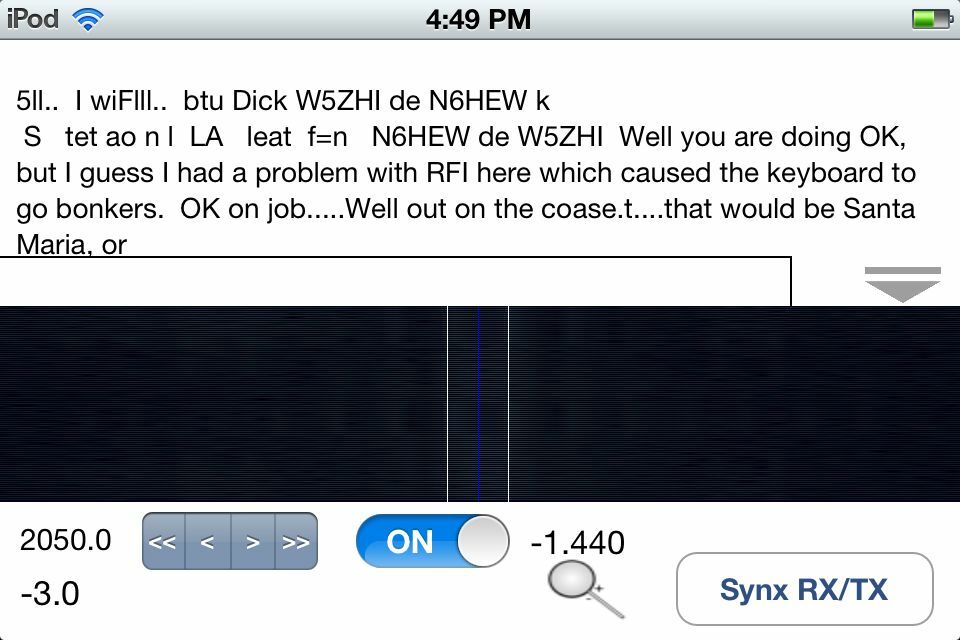 iPod 4:49 PM
5ll.. I wiFlll.. btu Dick W5ZHI de N6HEW k
S tet ao n l LA leat f=n N6HEW de W5ZHI Well you are doing OK,
but I guess I had a problem with RFI here which caused the keyboard to
go bonkers. OK on job.....Well out on the coase.t....that would be Santa
Maria, or
2050.0 << < > >> ON -1.440
-3.0 Synx RX/TX